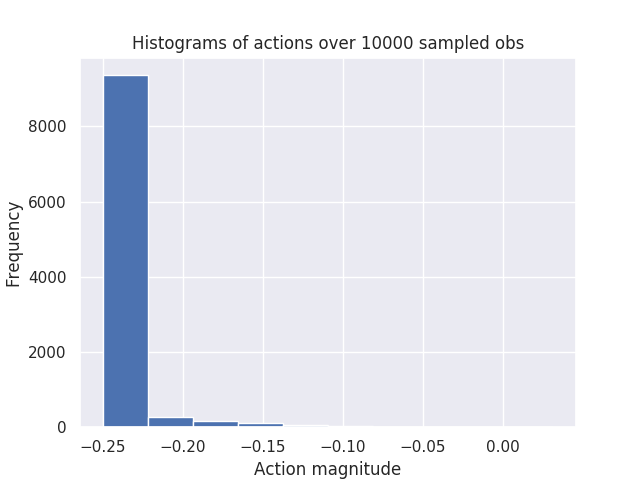 Histograms of actions over 10000 sampled obs
Frequency
8000
6000
4000
2000
0
−0.25 −0.20 −0.15 −0.10 −0.05 0.00
Action magnitude